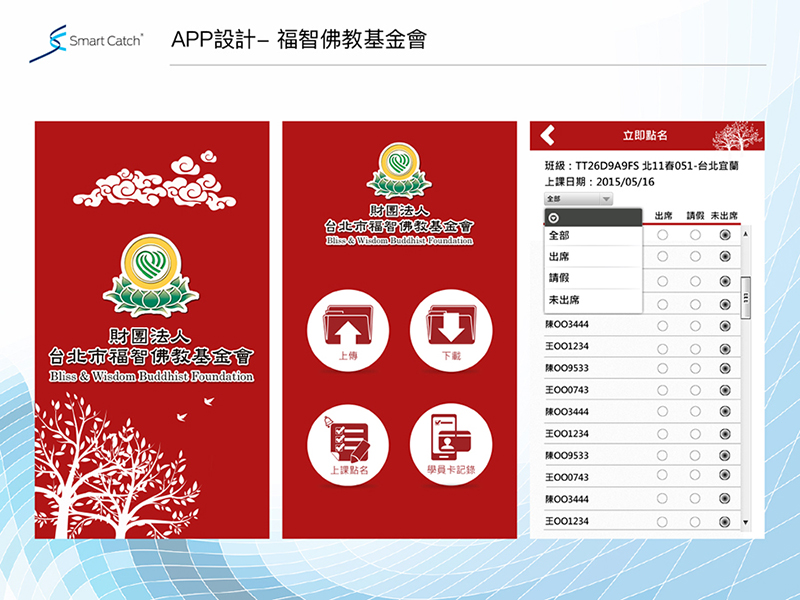 Smart Catch®
APP設計– 福智佛教基金會
財團法人
台北市福智佛教基金會
Bliss & Wisdom Buddhist Foundation
財團法人
台北市福智佛教基金會
Bliss & Wisdom Buddhist Foundation
上傳
下載
上課點名
學員卡記錄
立即點名
班級：TT26D9A9FS 北11春051-台北宜蘭
上課日期：2015/05/16
全部
出席 請假 未出席
全部
出席
請假
未出席
陳OO3444
王OO1234
陳OO9533
王OO0743
陳OO3444
王OO1234
陳OO9533
王OO0743
陳OO3444
王OO1234